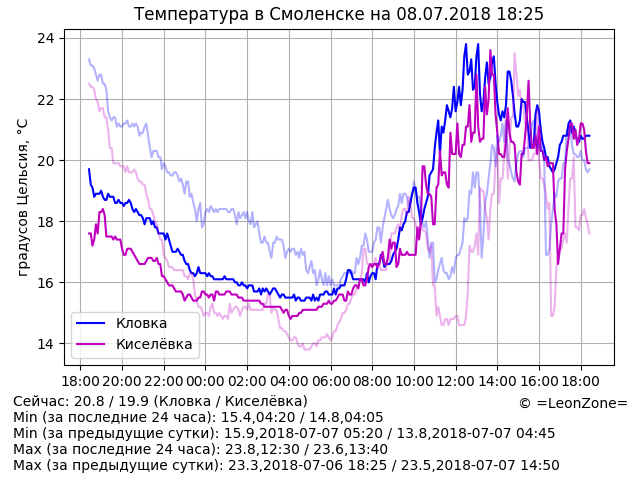 Температура в Смоленске на 08.07.2018 18:25
градусов Цельсия, °C
24
22
20
18
16
14
Кловка
Киселёвка
18:00 20:00 22:00 00:00 02:00 04:00 06:00 08:00 10:00 12:00 14:00 16:00 18:00
Сейчас: 20.8 / 19.9 (Кловка / Киселёвка)
© =LeonZone=
Min (за последние 24 часа): 15.4,04:20 / 14.8,04:05
Min (за предыдущие сутки): 15.9,2018-07-07 05:20 / 13.8,2018-07-07 04:45
Max (за последние 24 часа): 23.8,12:30 / 23.6,13:40
Max (за предыдущие сутки): 23.3,2018-07-06 18:25 / 23.5,2018-07-07 14:50